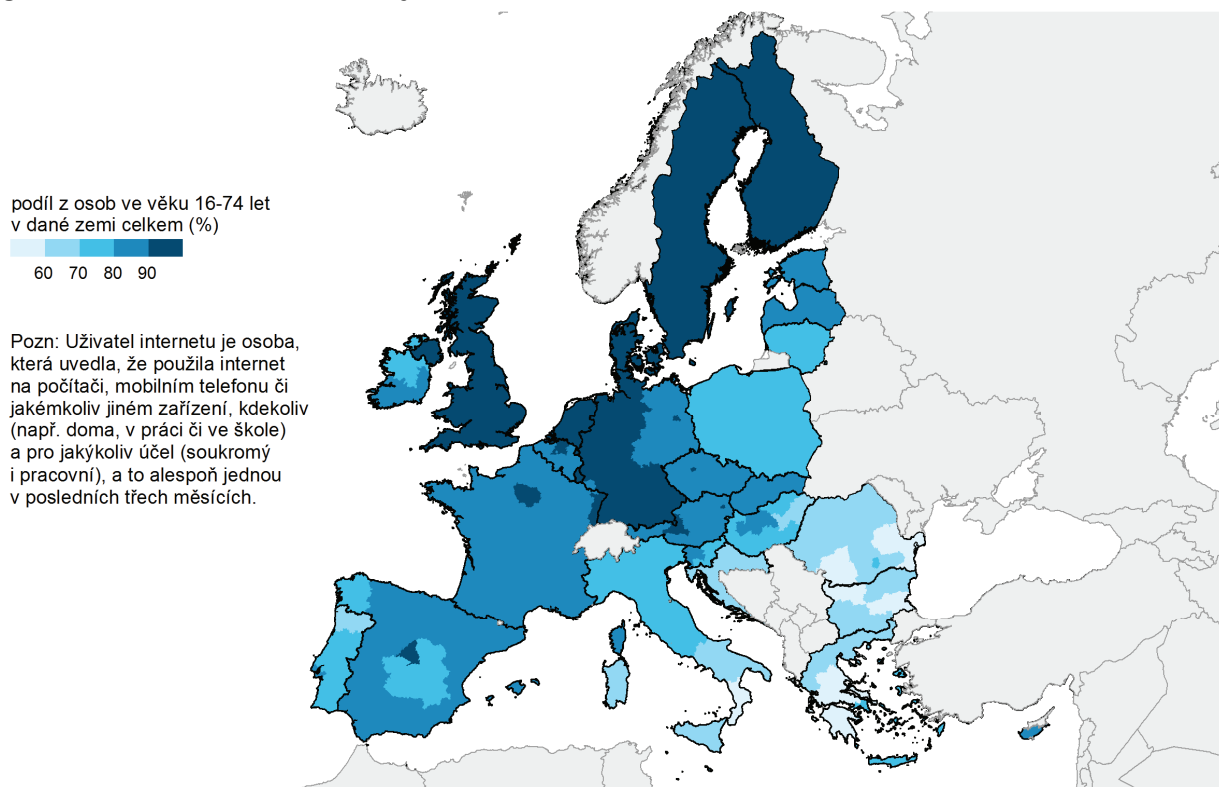 podíl z osob ve věku 16-74 let
v dané zemi celkem (%)
60 70 80 90
Pozn: Uživatel internetu je osoba,
která uvedla, že použila internet
na počítači, mobilním telefonu či
jakémkoliv jiném zařízení, kdekoliv
(např. doma, v práci či ve škole)
a pro jakýkoliv účel (soukromý
i pracovní), a to alespoň jednou
v posledních třech měsících.